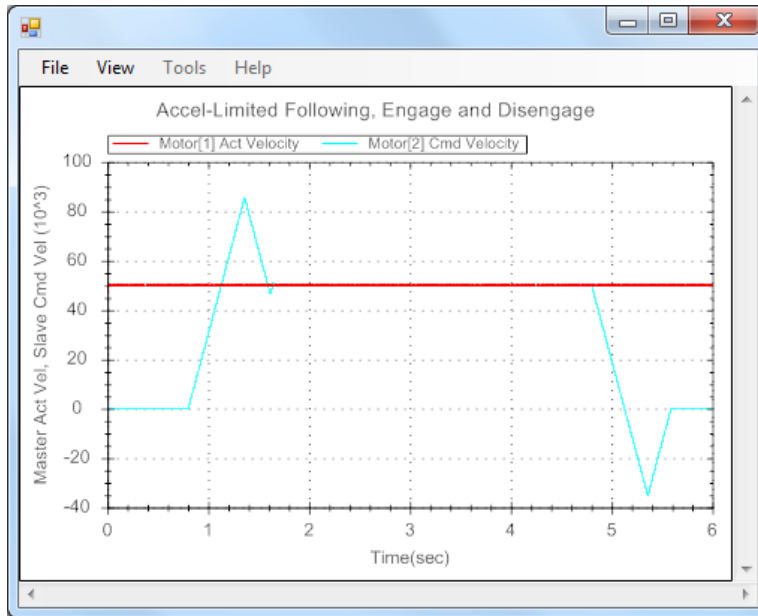 File View Tools Help
Accel-Limited Following, Engage and Disengage
Motor[1] Act Velocity Motor[2] Cmd Velocity
Master Act Vel, Slave Cmd Vel (10^3)
100
80
60
40
20
0
-20
-40
0 1 2 3 4 5 6
Time(sec)